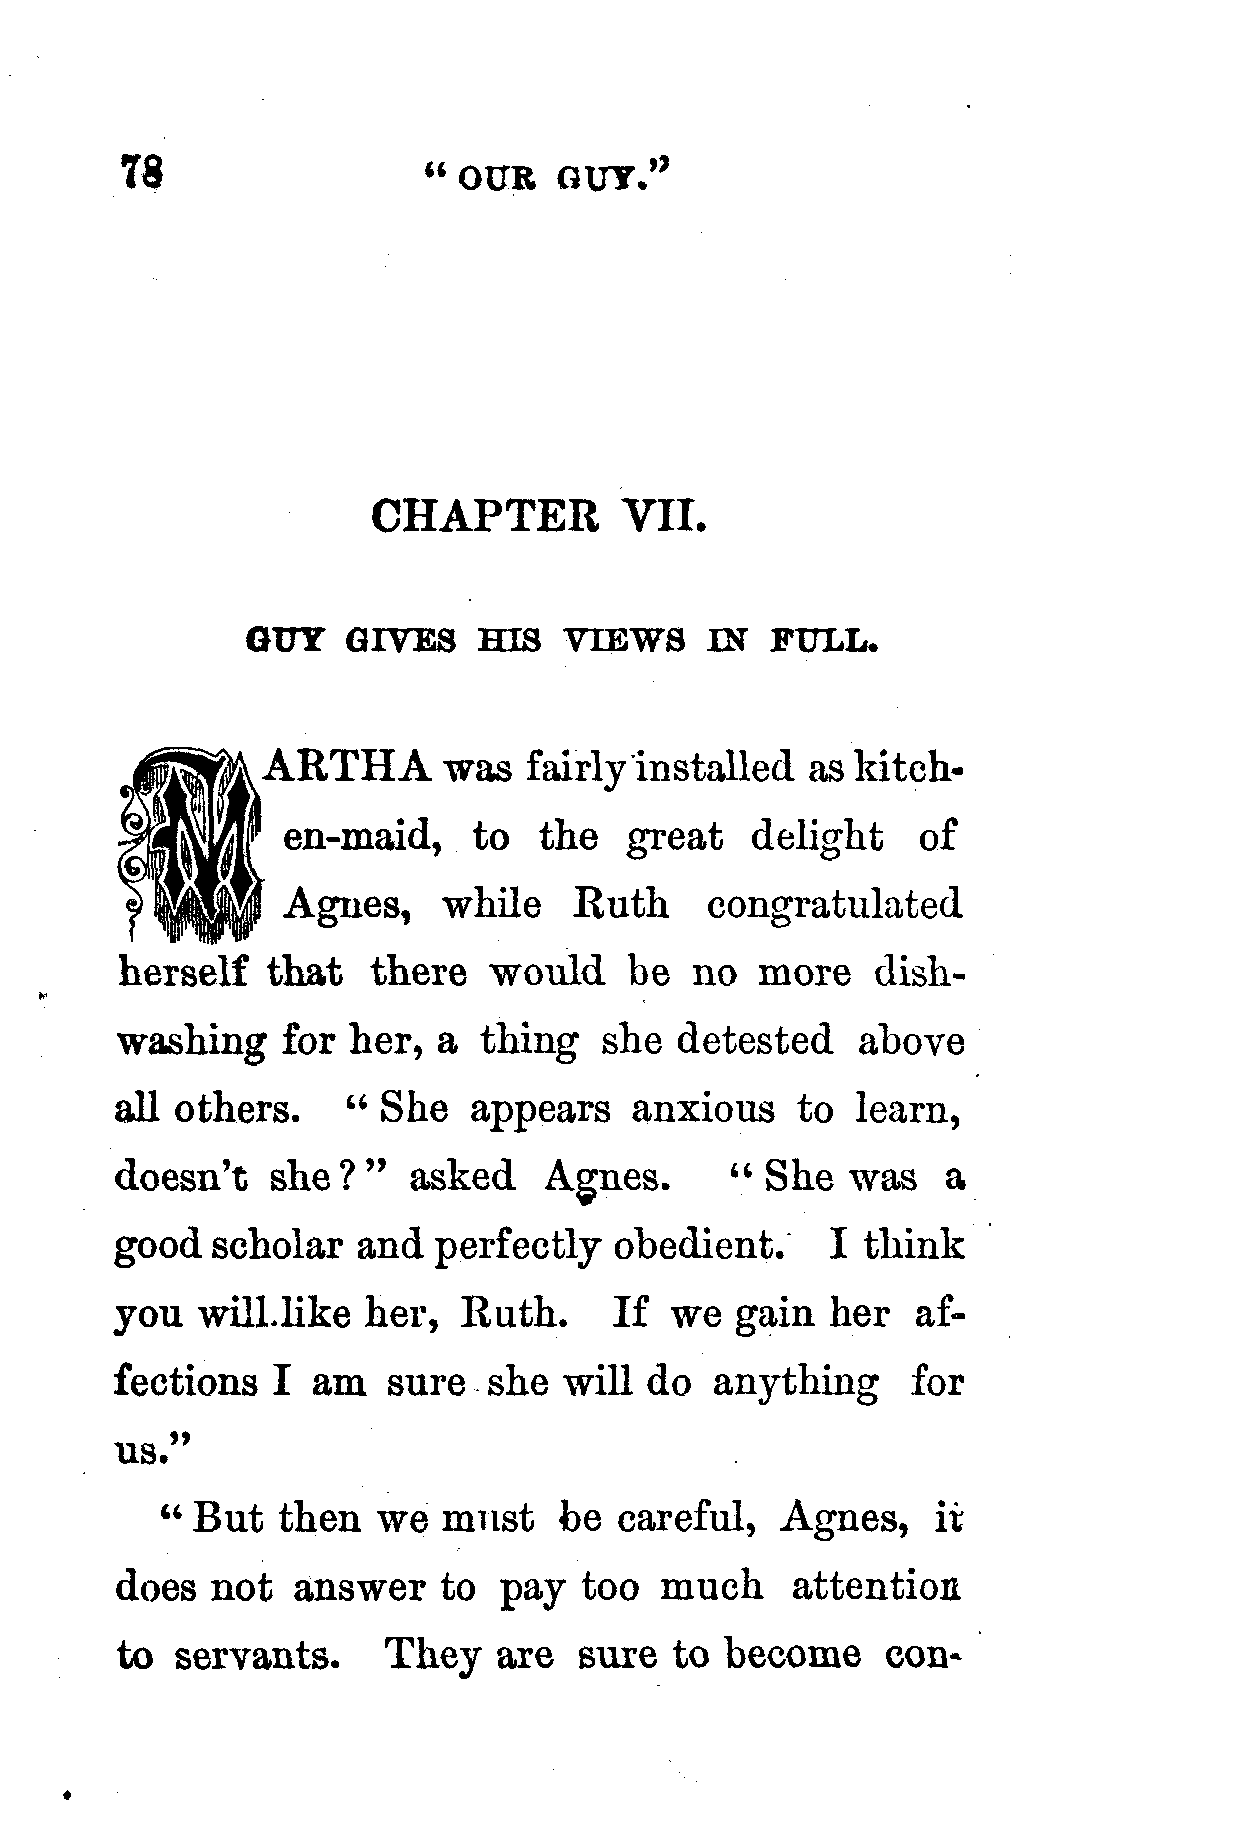 78 “ OUR GUY.”
CHAPTER VII.
GUY GIVES HIS VIEWS IN FULL.
MARTHA was fairly installed as kitch-
en-maid, to the great delight of
Agnes, while Ruth congratulated
herself that there would be no more dish-
washing for her, a thing she detested above
all others. “ She appears anxious to learn,
doesn’t she ? ” asked Agnes. “ She was a
good scholar and perfectly obedient. I think
you will like her, Ruth. If we gain her af-
fections I am sure she will do anything for
us.”
“ But then we must be careful, Agnes, it
does not answer to pay too much attention
to servants. They are sure to become con-